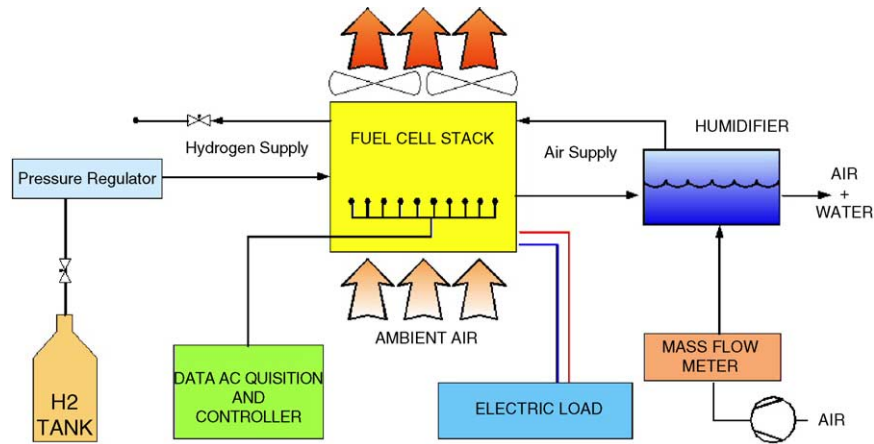 FUEL CELL STACK
HUMIDIFIER
Hydrogen Supply
Air Supply
Pressure Regulator
AIR
+
WATER
AMBIENT AIR
MASS FLOW
METER
DATA AC QUISITION
AND
CONTROLLER
ELECTRIC LOAD
H2
TANK
AIR